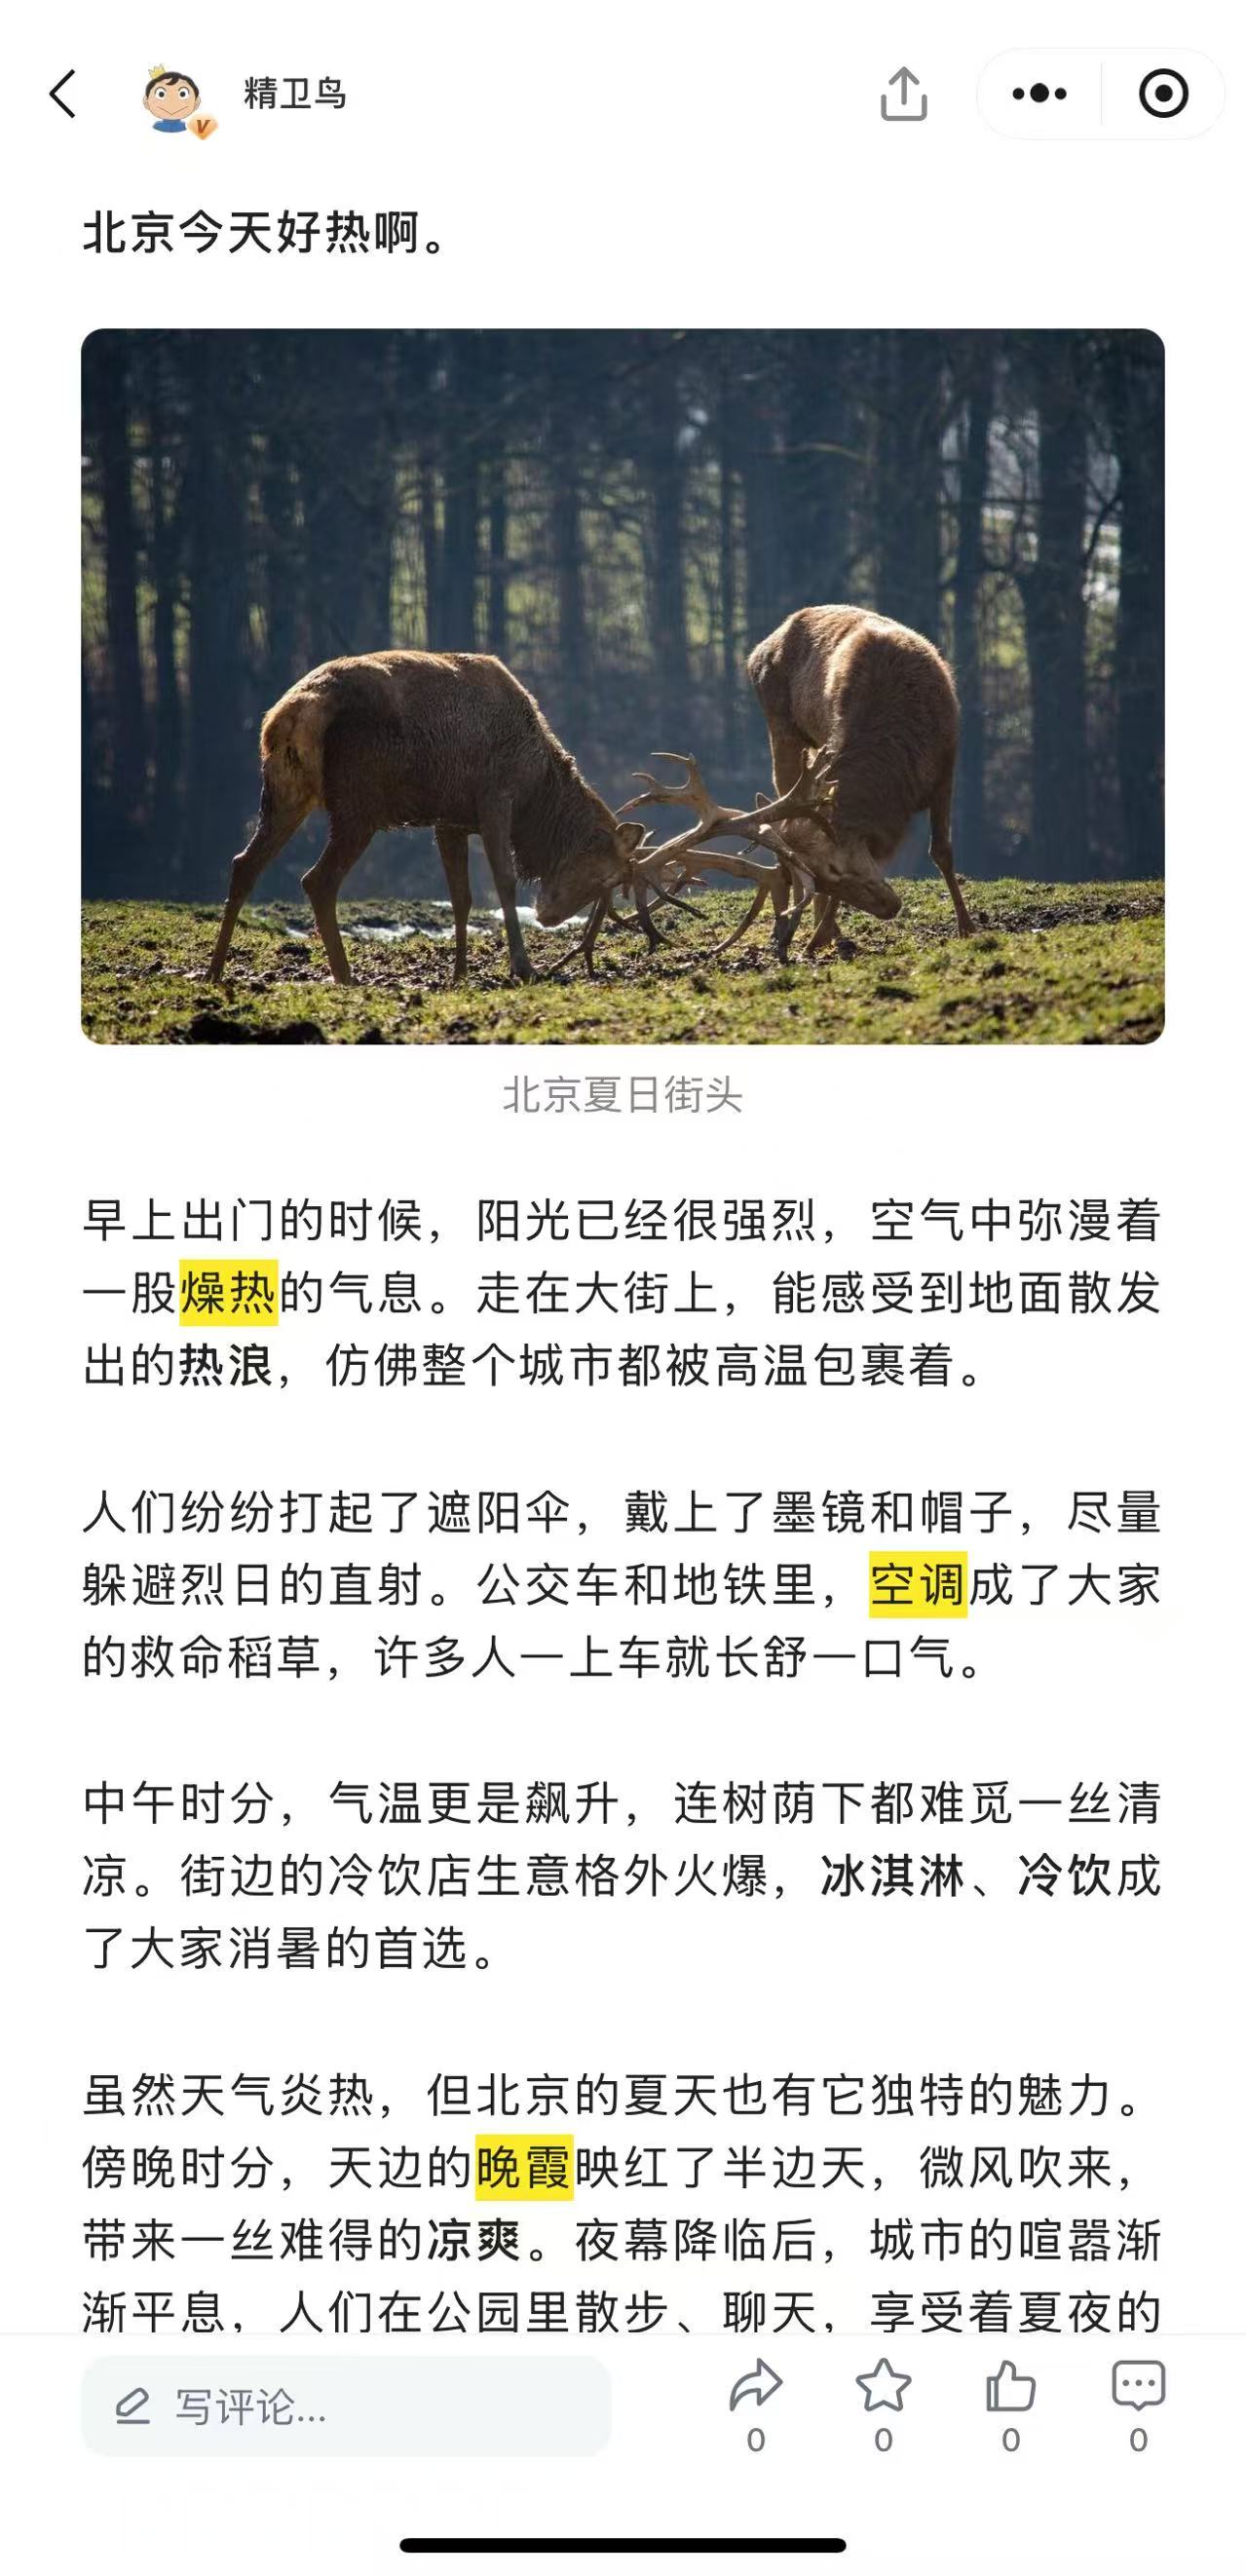 精卫鸟
北京今天好热啊。
北京夏日街头
早上出门的时候，阳光已经很强烈，空气中弥漫着
一股燥热的气息。走在大街上，能感受到地面散发
出的热浪，仿佛整个城市都被高温包裹着。
人们纷纷打起了遮阳伞，戴上了墨镜和帽子，尽量
躲避烈日的直射。公交车和地铁里，空调成了大家
的救命稻草，许多人一上车就长舒一口气。
中午时分，气温更是飙升，连树荫下都难觅一丝清
凉。街边的冷饮店生意格外火爆，冰淇淋、冷饮成
了大家消暑的首选。
虽然天气炎热，但北京的夏天也有它独特的魅力。
傍晚时分，天边的晚霞映红了半边天，微风吹来，
带来一丝难得的凉爽。夜幕降临后，城市的喧嚣渐
渐平息，人们在公园里散步、聊天，享受着夏夜的
写评论...
0 0 0 0